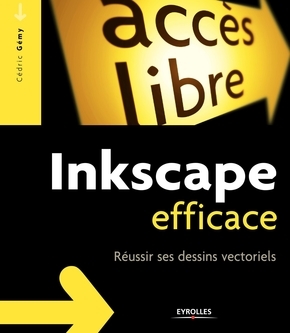 Cédric Gémy
accès
libre
Inkscape
efficace
Réussir ses dessins vectoriels
EYROLLES